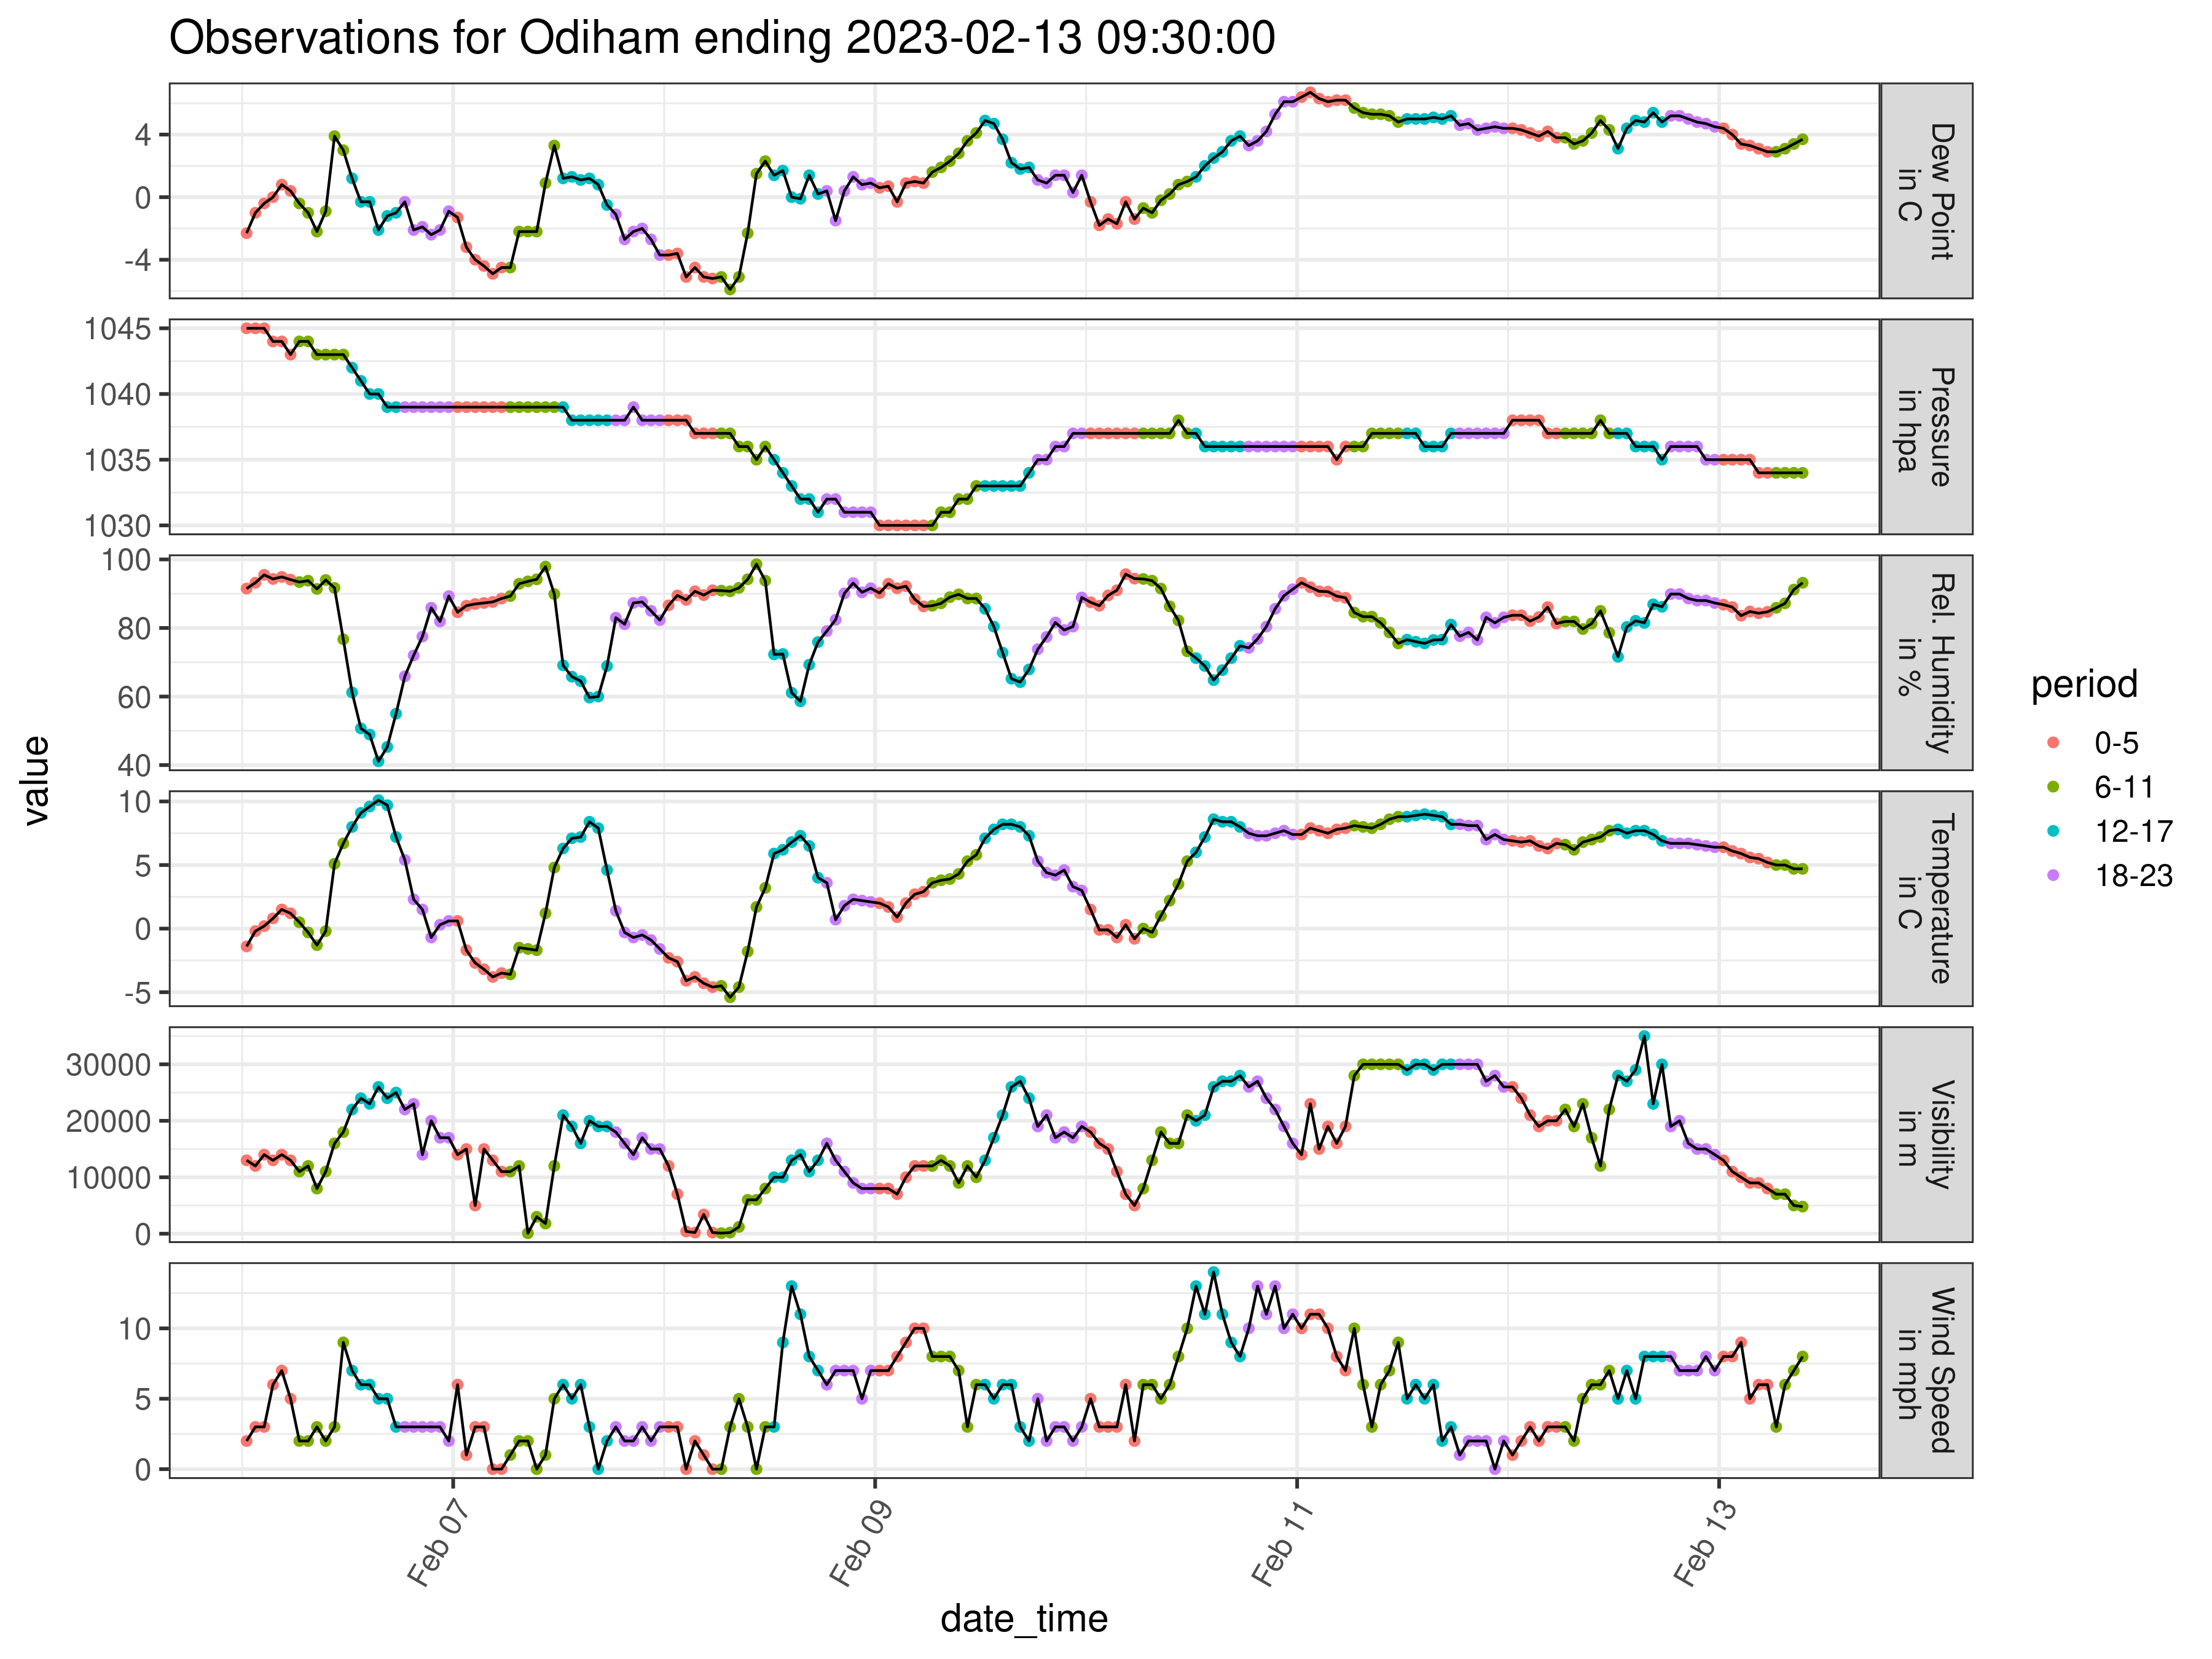 Observations for Odiham ending 2023-02-13 09:30:00
4
0
-4
Dew Point
in C
1045
1040
1035
1030
Pressure
in hpa
100
80
60
40
Rel. Humidity
in %
10
5
0
-5
Temperature
in C
30000
20000
10000
0
Visibility
in m
10
5
0
Wind Speed
in mph
value
Feb 07
Feb 09
Feb 11
Feb 13
date_time
period
0-5
6-11
12-17
18-23